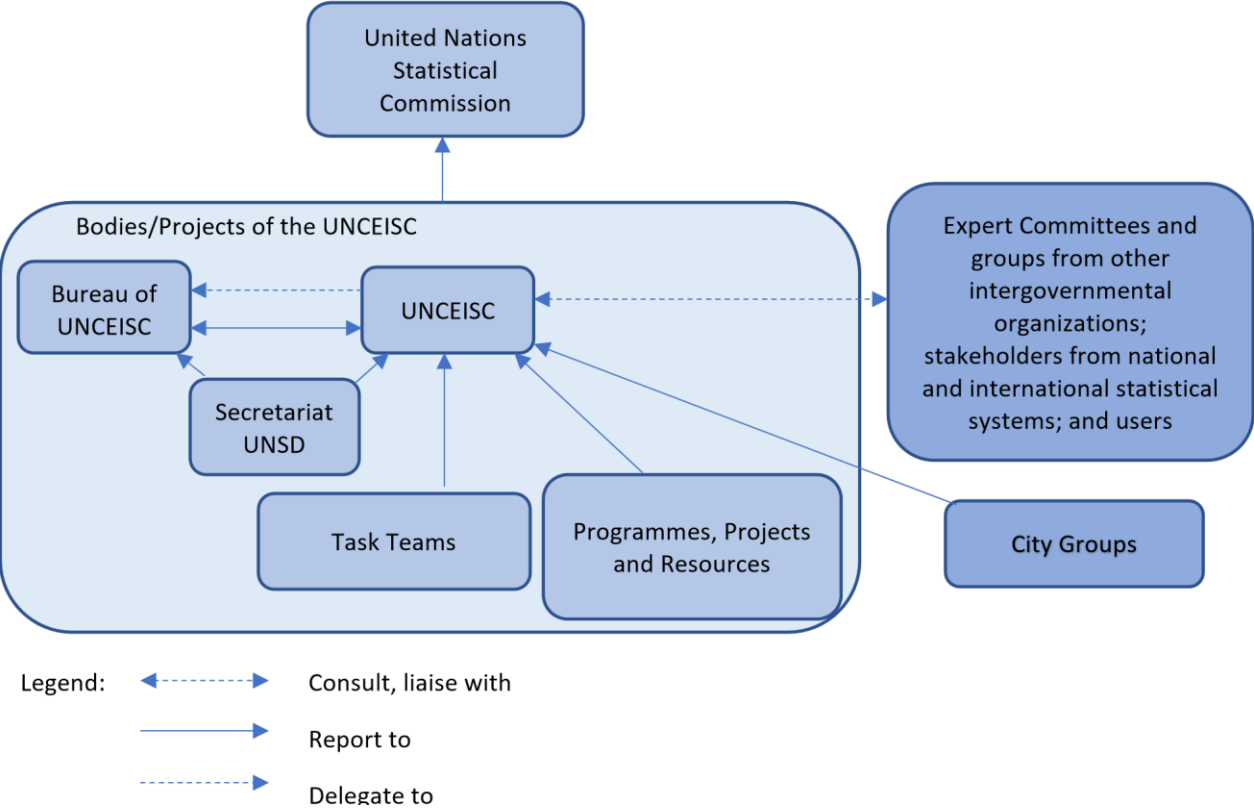 United Nations
Statistical
Commission
Bodies/Projects of the UNCEISC
Bureau of
UNCEISC
UNCEISC
Expert Committees and
groups from other
intergovernmental
organizations;
stakeholders from national
and international statistical
systems; and users
Secretariat
UNSD
Task Teams
Programmes, Projects
and Resources
City Groups
Legend:
Consult, liaise with
Report to
Delegate to